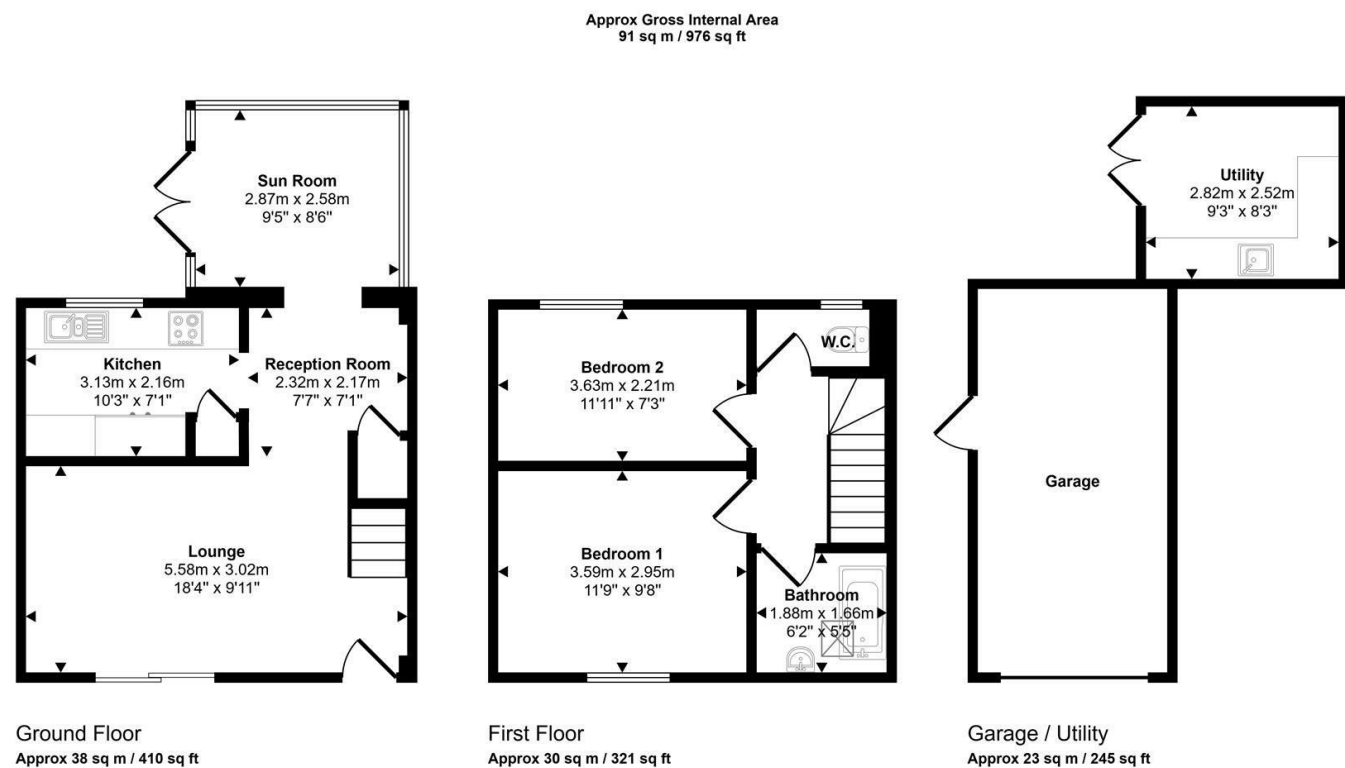 Approx Gross Internal Area
91 sq m / 976 sq ft
Sun Room
2.87m x 2.58m
9'5" x 8'6"
Kitchen
3.13m x 2.16m
10'3" x 7'1"
Reception Room
2.32m x 2.17m
7'7" x 7'1"
Lounge
5.58m x 3.02m
18'4" x 9'11"
Ground Floor
Approx 38 sq m / 410 sq ft
W.C.
Bedroom 2
3.63m x 2.21m
11'11" x 7'3"
Bedroom 1
3.59m x 2.95m
11'9" x 9'8"
Bathroom
1.88m x 1.66m
6'2" x 5'5"
First Floor
Approx 30 sq m / 321 sq ft
Utility
2.82m x 2.52m
9'3" x 8'3"
Garage
Garage / Utility
Approx 23 sq m / 245 sq ft